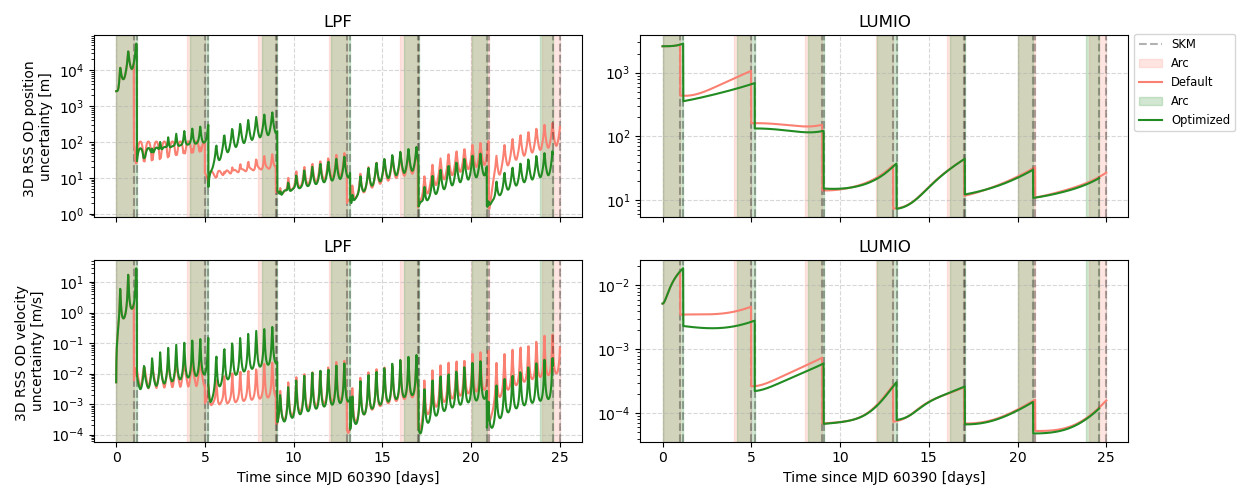 LPF
LUMIO
3D RSS OD position
uncertainty [m]
10⁴
10³
10²
10¹
10⁰
10³
10²
10¹
SKM
Arc
Default
Arc
Optimized
LPF
LUMIO
3D RSS OD velocity
uncertainty [m/s]
10¹
10⁰
10⁻¹
10⁻²
10⁻³
10⁻⁴
10⁻²
10⁻³
10⁻⁴
0 5 10 15 20 25
0 5 10 15 20 25
Time since MJD 60390 [days]
Time since MJD 60390 [days]